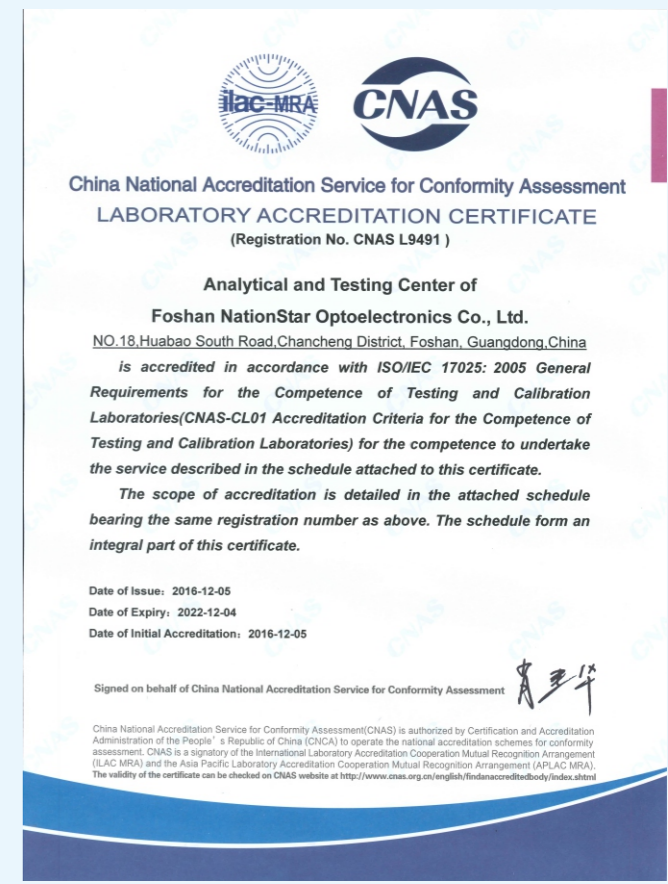 ilac-MRA
CNAS
China National Accreditation Service for Conformity Assessment
LABORATORY ACCREDITATION CERTIFICATE
(Registration No. CNAS L9491 )
Analytical and Testing Center of
Foshan NationStar Optoelectronics Co., Ltd.
NO.18,Huabao South Road,Chancheng District, Foshan, Guangdong,China
is accredited in accordance with ISO/IEC 17025: 2005 General
Requirements for the Competence of Testing and Calibration
Laboratories(CNAS-CL01 Accreditation Criteria for the Competence of
Testing and Calibration Laboratories) for the competence to undertake
the service described in the schedule attached to this certificate.
The scope of accreditation is detailed in the attached schedule
bearing the same registration number as above. The schedule form an
integral part of this certificate.
Date of Issue: 2016-12-05
Date of Expiry: 2022-12-04
Date of Initial Accreditation: 2016-12-05
Signed on behalf of China National Accreditation Service for Conformity Assessment
China National Accreditation Service for Conformity Assessment(CNAS) is authorized by Certification and Accreditation
Administration of the People's Republic of China (CNCA) to operate the national accreditation schemes for conformity
assessment. CNAS is a signatory of the International Laboratory Accreditation Cooperation Mutual Recognition Arrangement
(ILAC MRA) and the Asia Pacific Laboratory Accreditation Cooperation Mutual Recognition Arrangement (APLAC MRA).
The validity of the certificate can be checked on CNAS website at http://www.cnas.org.cn/english/findanaccreditedbody/index.shtml